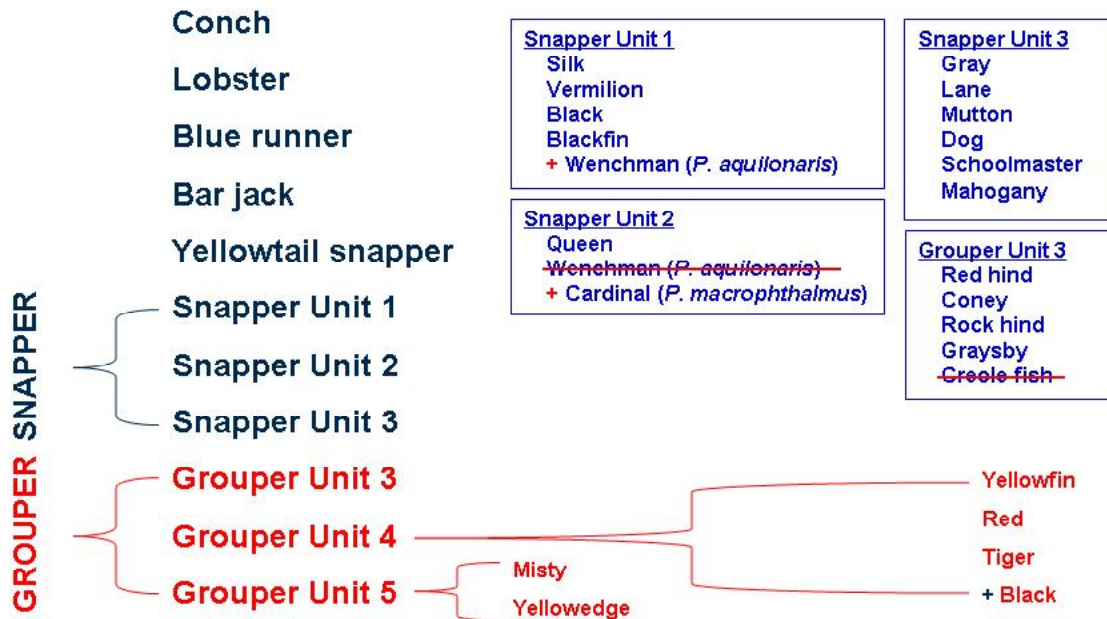 Conch
Lobster
Blue runner
Bar jack
Yellowtail snapper
SNAPPER
Snapper Unit 1
Snapper Unit 2
Snapper Unit 3
GROUPER
Grouper Unit 3
Grouper Unit 4
Grouper Unit 5
Misty
Yellowedge
Yellowfin
Red
Tiger
+ Black
Snapper Unit 1
Silk
Vermilion
Black
Blackfin
+ Wenchman (P. aquilonaris)
Snapper Unit 2
Queen
Wenchman (P. aquilonaris)
+ Cardinal (P. macrophthalmus)
Snapper Unit 3
Gray
Lane
Mutton
Dog
Schoolmaster
Mahogany
Grouper Unit 3
Red hind
Coney
Rock hind
Graysby
Creole fish